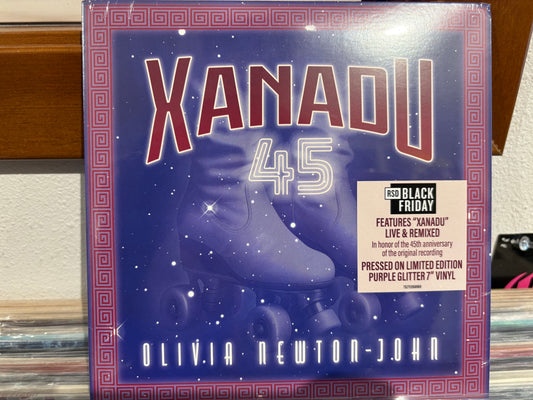 XANADU
45
RSD BLACK
FRIDAY
FEATURES "XANADU"
LIVE & REMIXED
In honor of the 45th anniversary
of the original recording
PRESSED ON LIMITED EDITION
PURPLE GLITTER 7" VINYL
OLIVIA NEWTON-JOHN